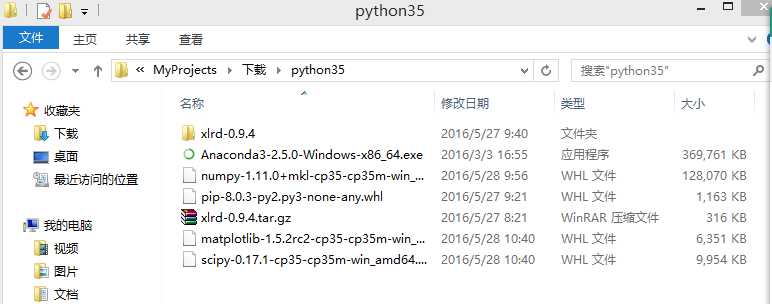 python35
文件 主页 共享 查看
MyProjects 下载 python35 搜索"python35"
名称 修改日期 类型 大小
收藏夹
下载
桌面
最近访问的位置
我的电脑
视频
图片
文档
xlrd-0.9.4 2016/5/27 9:40 文件夹
Anaconda3-2.5.0-Windows-x86_64.exe 2016/3/3 16:55 应用程序 369,761 KB
numpy-1.11.0+mkl-cp35-cp35m-win_... 2016/5/28 9:56 WHL 文件 128,070 KB
pip-8.0.3-py2.py3-none-any.whl 2016/5/27 9:21 WHL 文件 1,163 KB
xlrd-0.9.4.tar.gz 2016/5/27 8:21 WinRAR 压缩文件 316 KB
matplotlib-1.5.2rc2-cp35-cp35m-win_... 2016/5/28 10:40 WHL 文件 6,351 KB
scipy-0.17.1-cp35-cp35m-win_amd64.... 2016/5/28 10:40 WHL 文件 9,954 KB